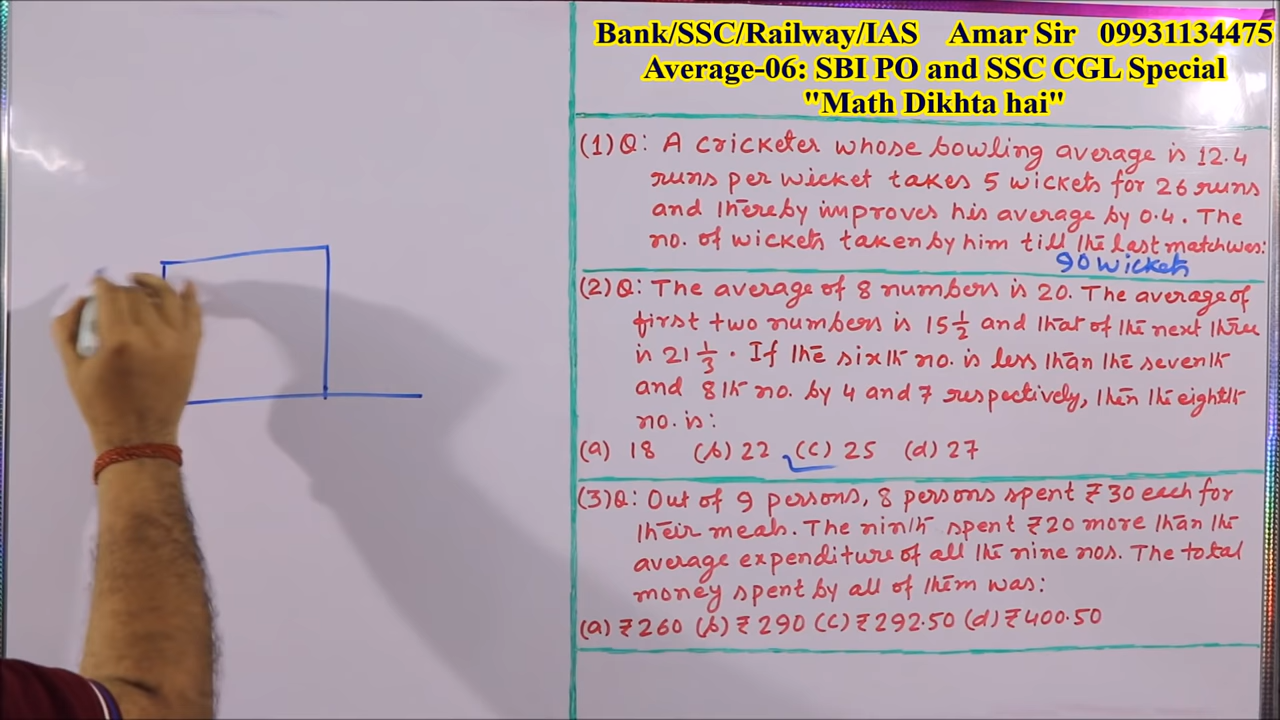 Bank/SSC/Railway/IAS Amar Sir 09931134475
Average-06: SBI PO and SSC CGL Special
"Math Dikhta hai"
(1)Q: A cricketer whose bowling average is 12.4
runs per wicket takes 5 wickets for 26 runs
and thereby improves his average by 0.4. The
no. of wickets taken by him till the last match was:
90 wickets
(2)Q: The average of 8 numbers is 20. The average of
first two numbers is 15 1/2 and that of the next three
is 21 1/3. If the sixth no. is less than the seventh
and 8th no. by 4 and 7 respectively, then the eighth
no. is:
(a) 18 (b) 22 (c) 25 (d) 27
(3)Q: Out of 9 persons, 8 persons spent ₹30 each for
their meals. The ninth spent ₹20 more than the
average expenditure of all the nine nos. The total
money spent by all of them was:
(a) ₹260 (b) ₹290 (c) ₹292.50 (d) ₹400.50